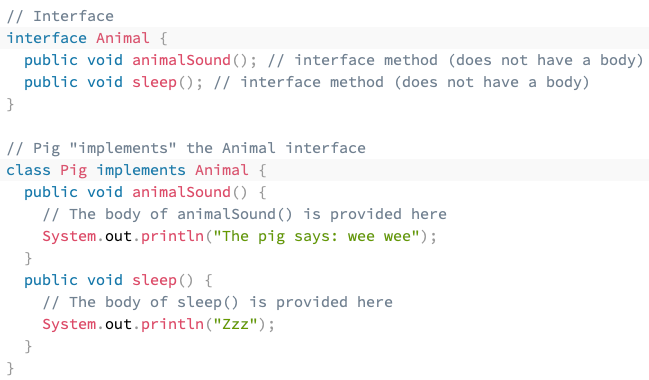 // Interface
interface Animal {
  public void animalSound(); // interface method (does not have a body)
  public void sleep(); // interface method (does not have a body)
}

// Pig "implements" the Animal interface
class Pig implements Animal {
  public void animalSound() {
    // The body of animalSound() is provided here
    System.out.println("The pig says: wee wee");
  }
  public void sleep() {
    // The body of sleep() is provided here
    System.out.println("Zzz");
  }
}